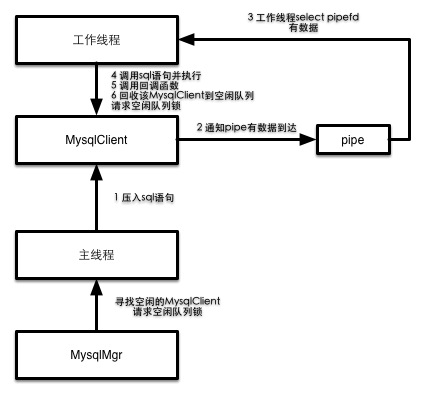 3 工作线程select pipefd
有数据
工作线程
4 调用sql语句并执行
5 调用回调函数
6 回收该MysqlClient到空闲队列
请求空闲队列锁
MysqlClient
2 通知pipe有数据到达
pipe
1 压入sql语句
主线程
寻找空闲的MysqlClient
请求空闲队列锁
MysqlMgr